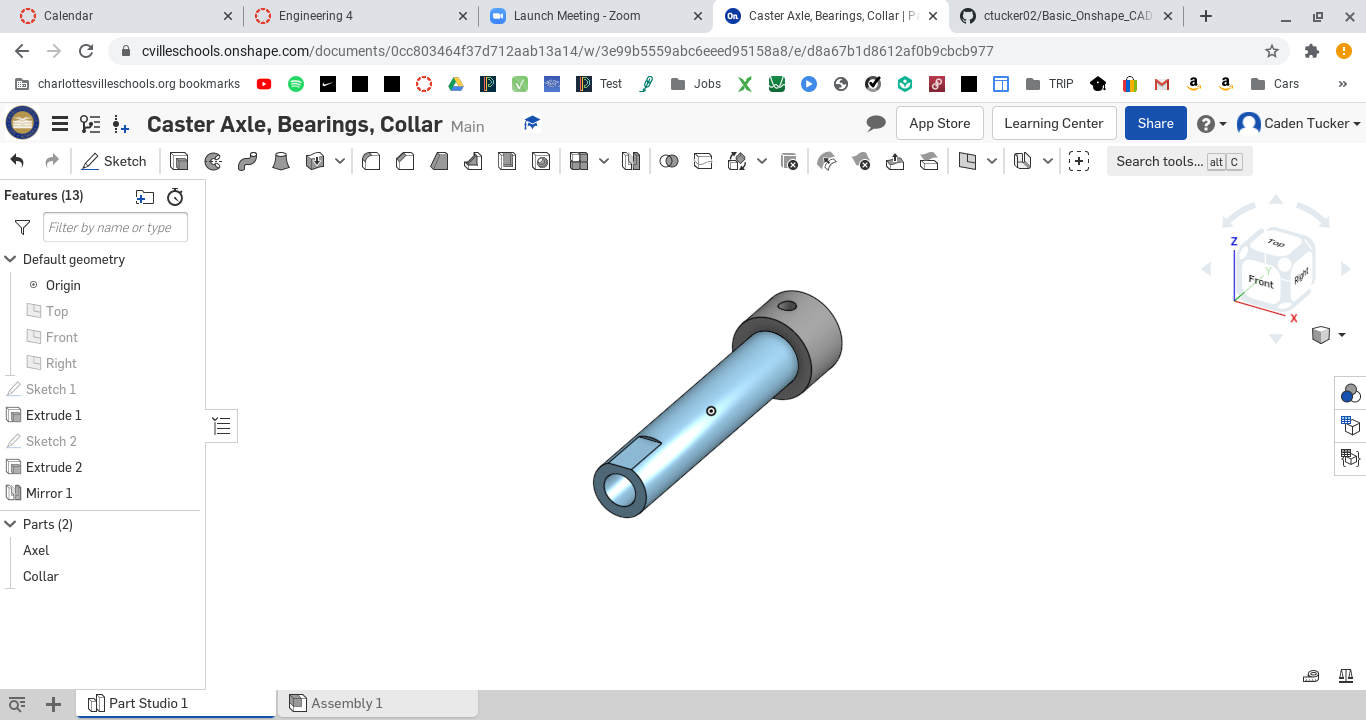 Calendar
Engineering 4
Launch Meeting - Zoom
On
Caster Axle, Bearings, Collar | Pa
ctucker02/Basic_Onshape_CAD
cvilleschools.onshape.com/documents/0cc803464f37d712aab13a14/w/3e99b5559abc6eeed95158a8/e/d8a67b1d8612af0b9cbcb977
charlottesvilleschools.org bookmarks
Test
Jobs
TRIP
Cars
Caster Axle, Bearings, Collar Main
App Store
Learning Center
Share
Caden Tucker
Sketch
Search tools... alt C
Features (13)
Filter by name or type
Default geometry
Origin
Top
Front
Right
Sketch 1
Extrude 1
Sketch 2
Extrude 2
Mirror 1
Parts (2)
Axel
Collar
Z
Top
Y
Front
Right
X
Part Studio 1
Assembly 1